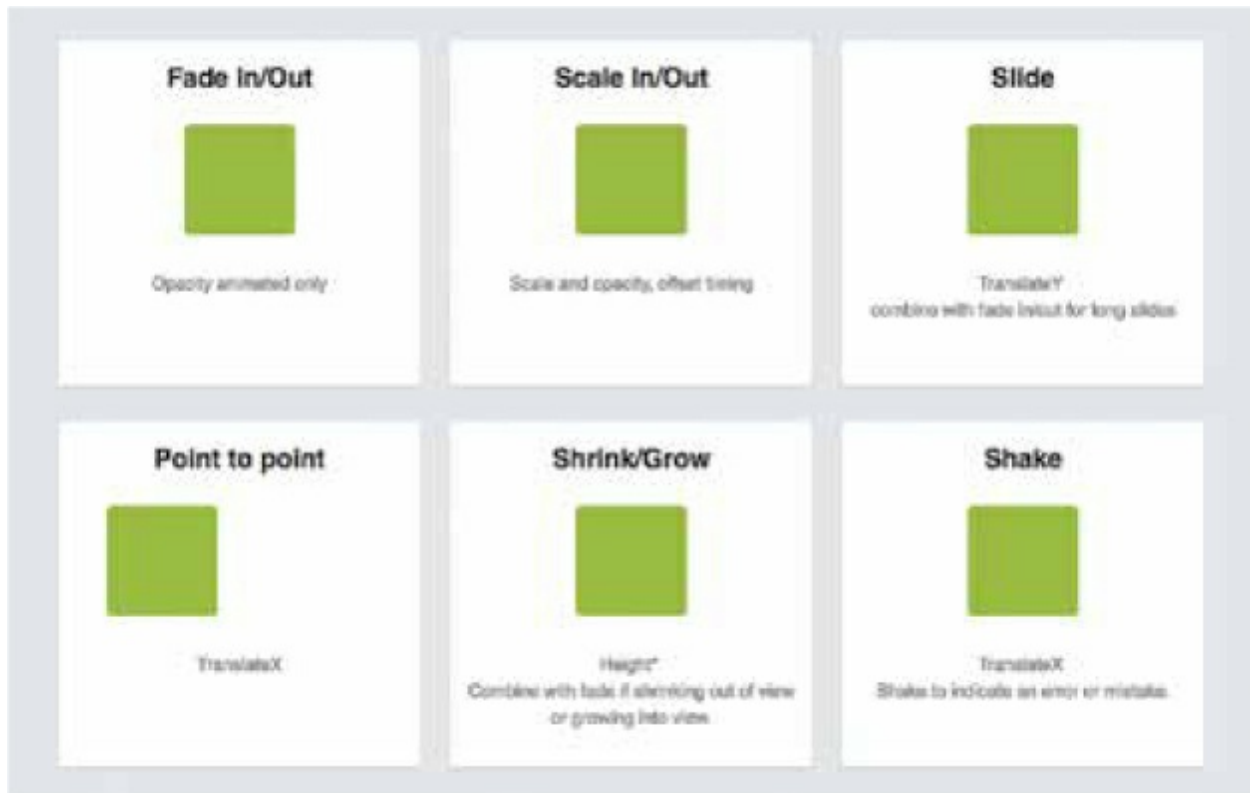 Fade In/Out
Opacity animated only
Scale In/Out
Scale and opacity, offset timing
Slide
TranslateY
combine with fade in/out for long slides
Point to point
TranslateX
Shrink/Grow
Height*
Combine with fade if shrinking out of view
or growing into view
Shake
TranslateX
Shake to indicate an error or mistake.